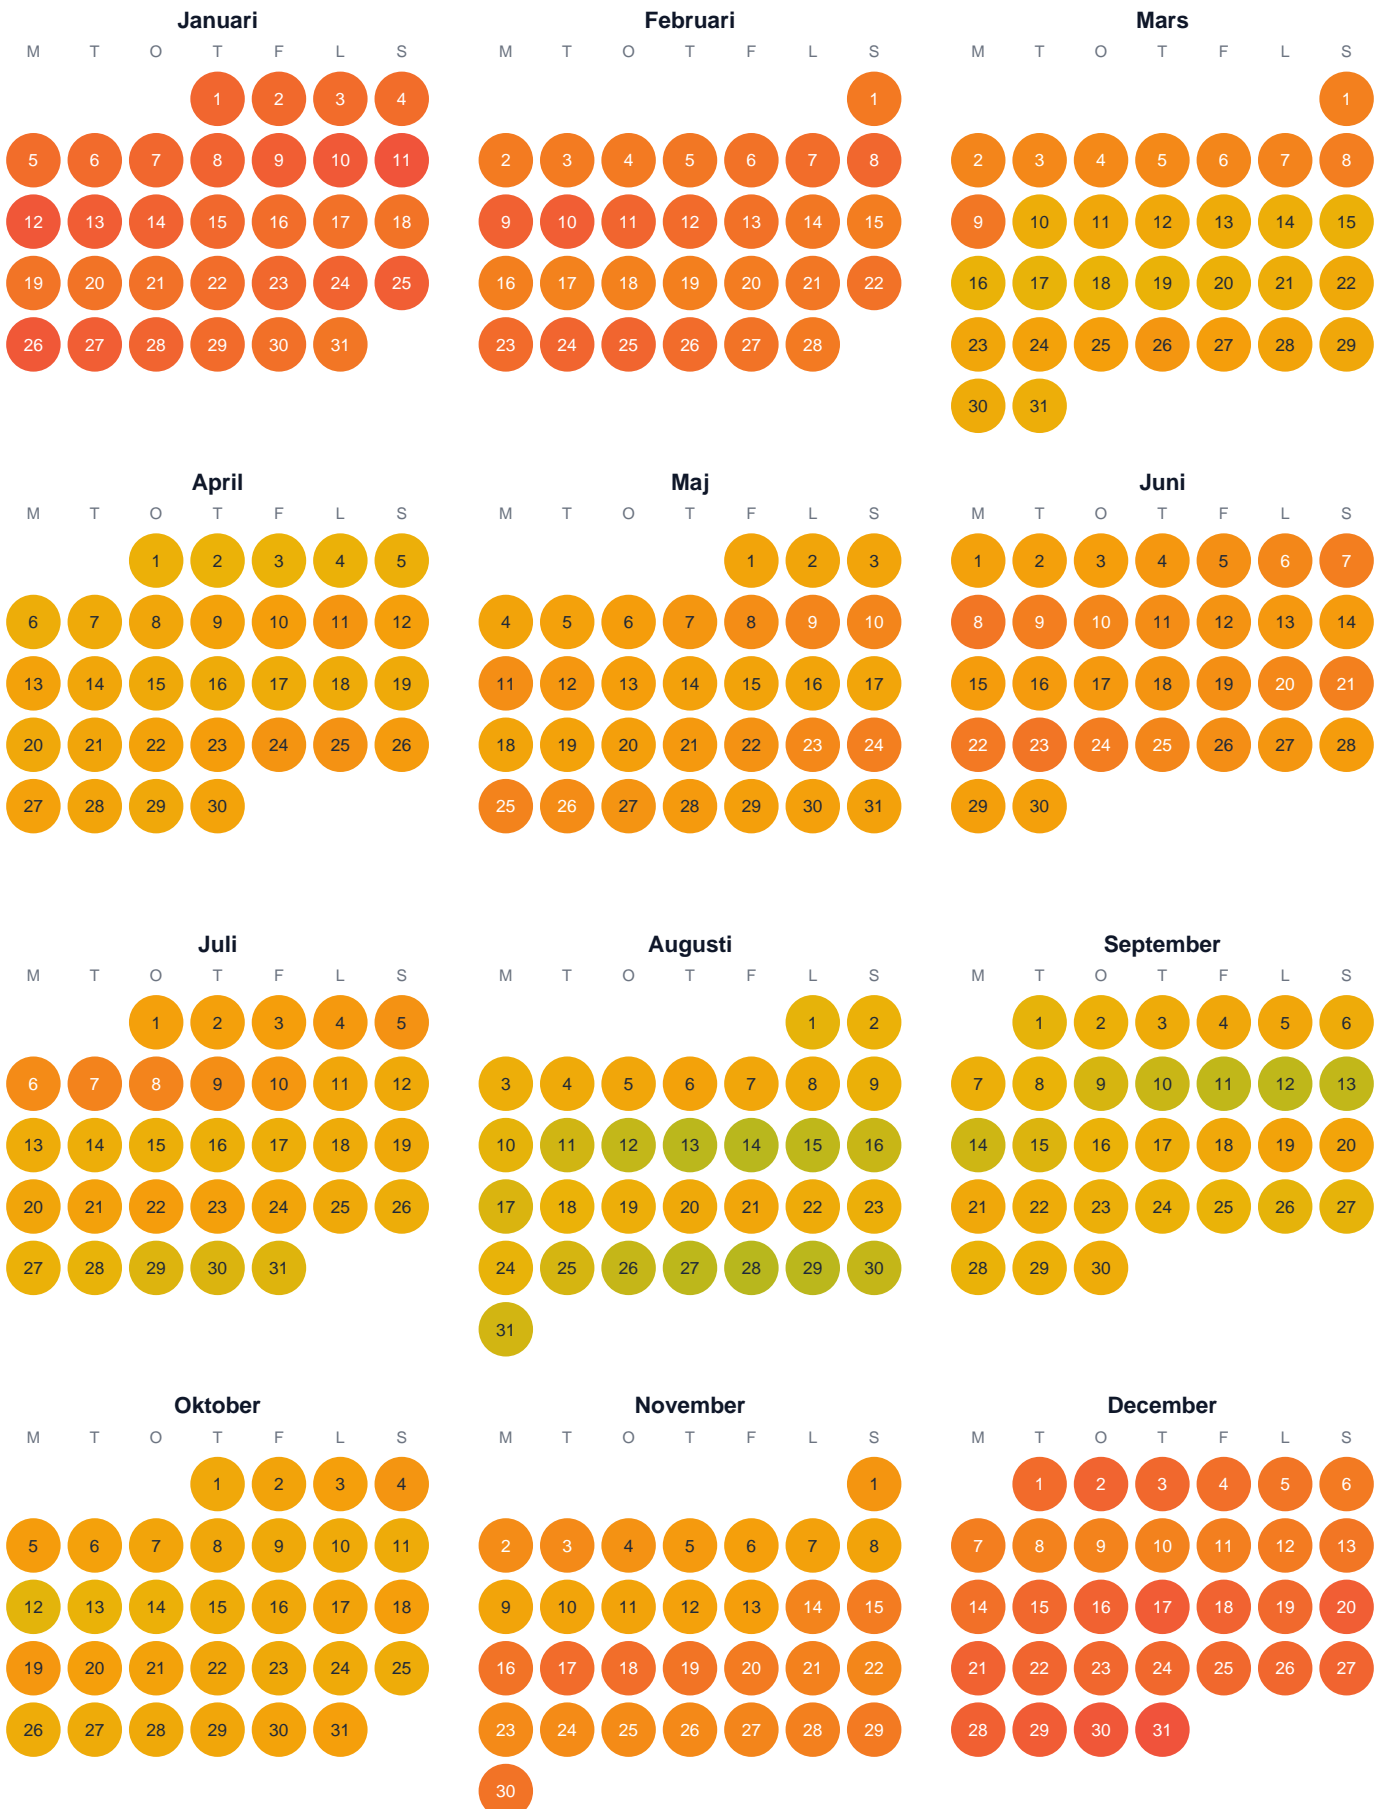 Januari Februari Mars
M T O T F L S M T O T F L S M T O T F L S
1 2 3 4 1 1
5 6 7 8 9 10 11 2 3 4 5 6 7 8 2 3 4 5 6 7 8
12 13 14 15 16 17 18 9 10 11 12 13 14 15 9 10 11 12 13 14 15
19 20 21 22 23 24 25 16 17 18 19 20 21 22 16 17 18 19 20 21 22
26 27 28 29 30 31 23 24 25 26 27 28 23 24 25 26 27 28 29
30 31
April Maj Juni
M T O T F L S M T O T F L S M T O T F L S
1 2 3 4 5 1 2 3 1 2 3 4 5 6 7
6 7 8 9 10 11 12 4 5 6 7 8 9 10 8 9 10 11 12 13 14
13 14 15 16 17 18 19 11 12 13 14 15 16 17 15 16 17 18 19 20 21
20 21 22 23 24 25 26 18 19 20 21 22 23 24 22 23 24 25 26 27 28
27 28 29 30 25 26 27 28 29 30 31 29 30
Juli Augusti September
M T O T F L S M T O T F L S M T O T F L S
1 2 3 4 5 1 2 1 2 3 4 5 6
6 7 8 9 10 11 12 3 4 5 6 7 8 9 7 8 9 10 11 12 13
13 14 15 16 17 18 19 10 11 12 13 14 15 16 14 15 16 17 18 19 20
20 21 22 23 24 25 26 17 18 19 20 21 22 23 21 22 23 24 25 26 27
27 28 29 30 31 24 25 26 27 28 29 30 28 29 30
31
Oktober November December
M T O T F L S M T O T F L S M T O T F L S
1 2 3 4 1 1 2 3 4 5 6
5 6 7 8 9 10 11 2 3 4 5 6 7 8 7 8 9 10 11 12 13
12 13 14 15 16 17 18 9 10 11 12 13 14 15 14 15 16 17 18 19 20
19 20 21 22 23 24 25 16 17 18 19 20 21 22 21 22 23 24 25 26 27
26 27 28 29 30 31 23 24 25 26 27 28 29 28 29 30 31
30